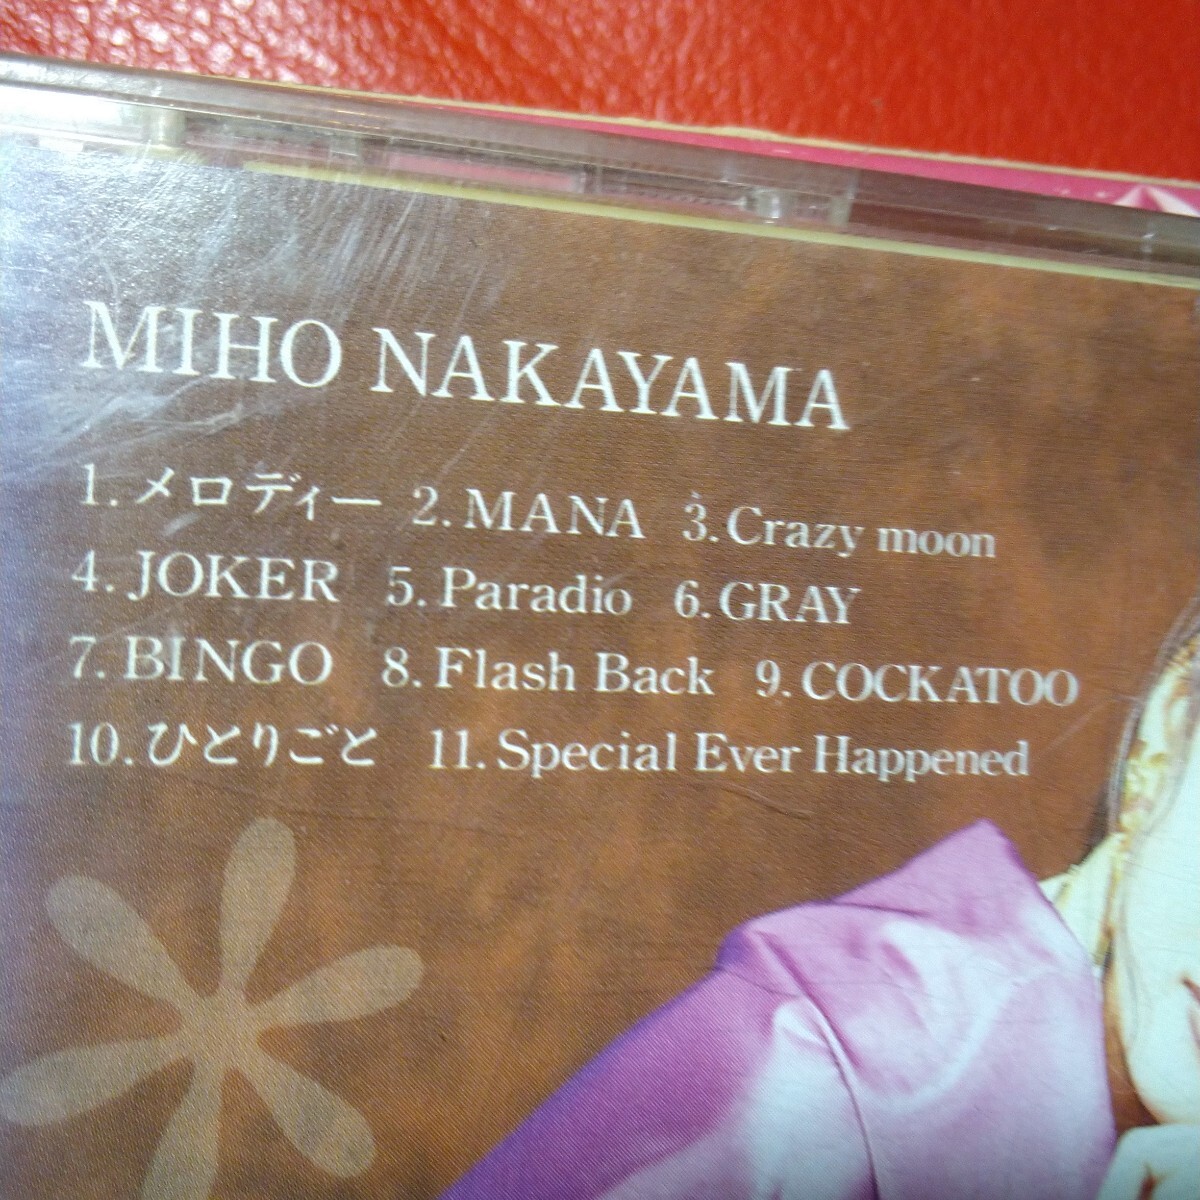 MIHO NAKAYAMA
1. メロディー 2. MANA 3. Crazy moon
4. JOKER 5. Paradio 6. GRAY
7. BINGO 8. Flash Back 9. COCKATOO
10. ひとりごと 11. Special Ever Happened